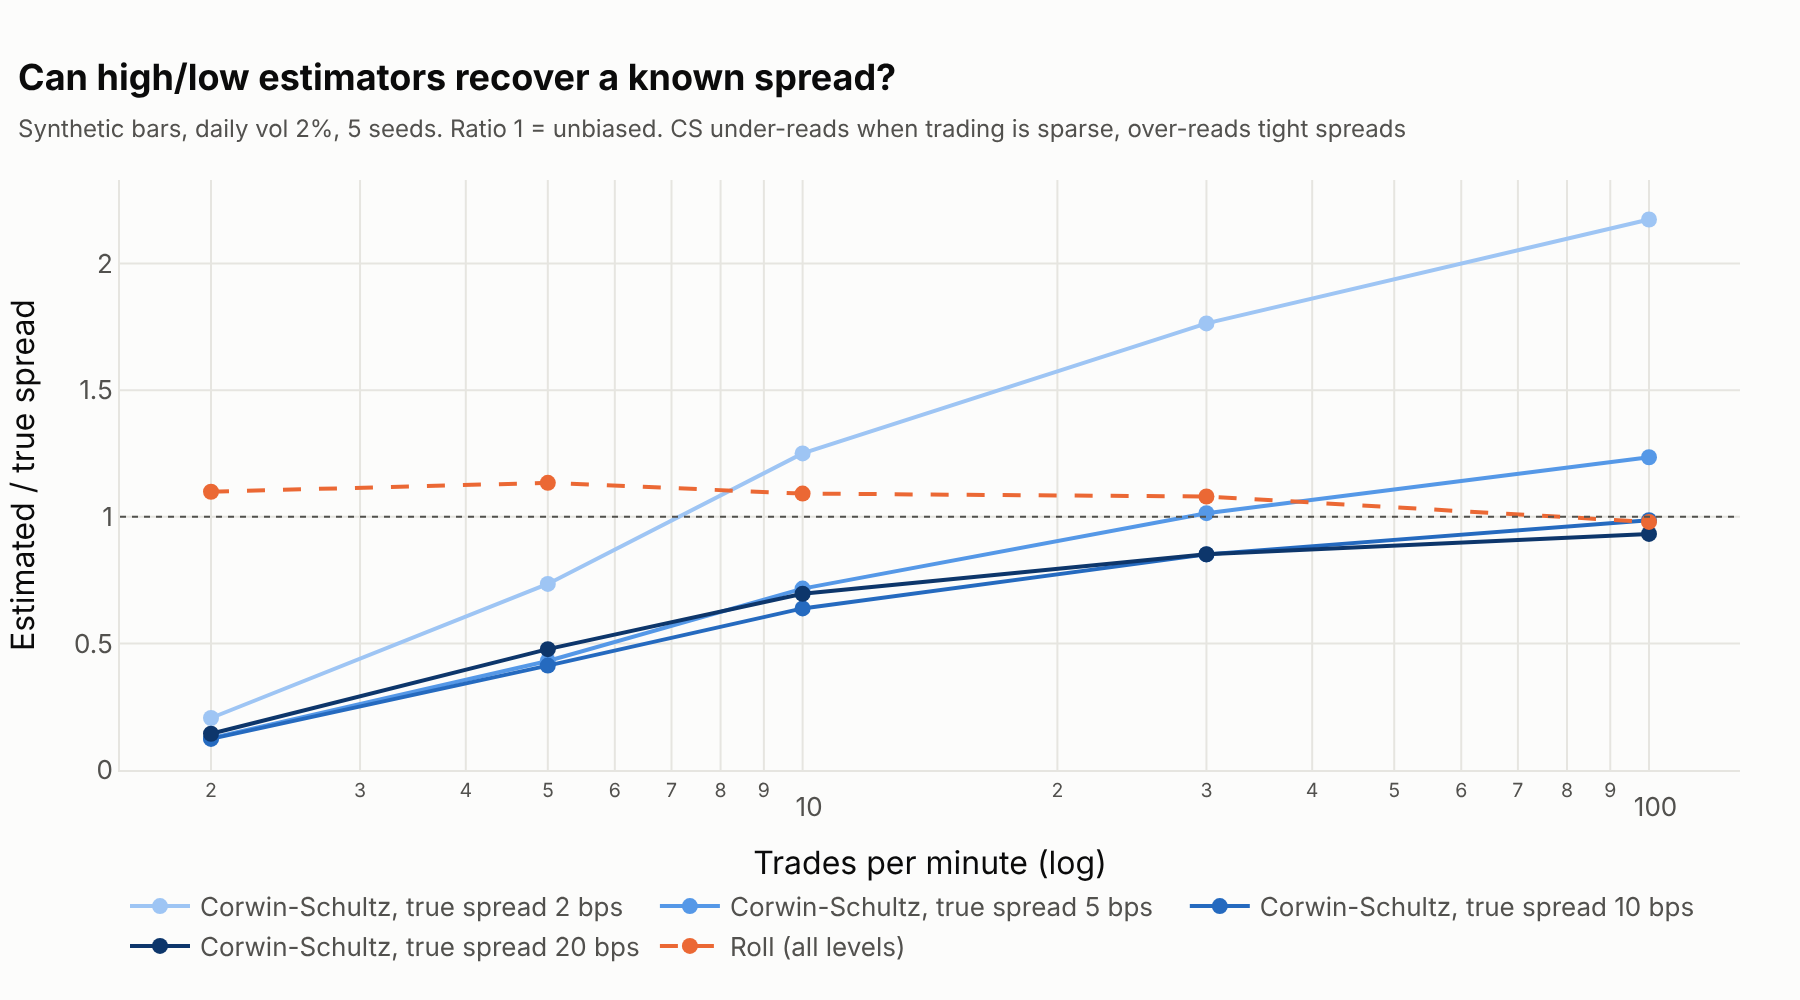 Can high/low estimators recover a known spread?
Synthetic bars, daily vol 2%, 5 seeds. Ratio 1 = unbiased. CS under-reads when trading is sparse, over-reads tight spreads
Estimated / true spread
2
1.5
1
0.5
0
2 3 4 5 6 7 8 9 10 2 3 4 5 6 7 8 9 100
Trades per minute (log)
Corwin-Schultz, true spread 2 bps Corwin-Schultz, true spread 5 bps Corwin-Schultz, true spread 10 bps
Corwin-Schultz, true spread 20 bps Roll (all levels)